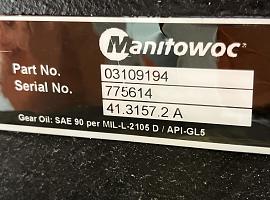 Manitowoc®
Part No. 03109194
Serial No. 775614
41.3157.2 A
Gear Oil: SAE 90 per MIL-L-2105 D / API-GL5